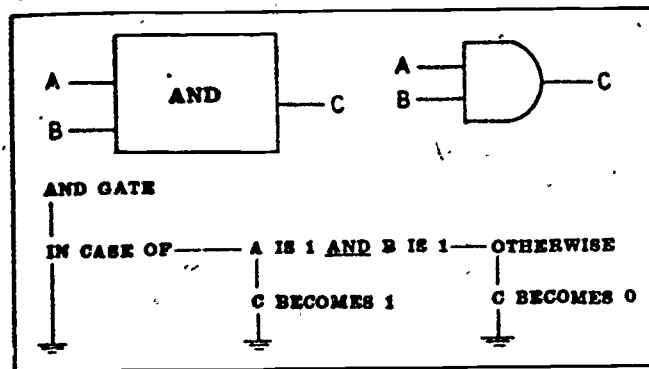 A
B
AND
C
A
B
C
AND GATE
IN CASE OF A IS 1 AND B IS 1 OTHERWISE
C BECOMES 1
C BECOMES 0